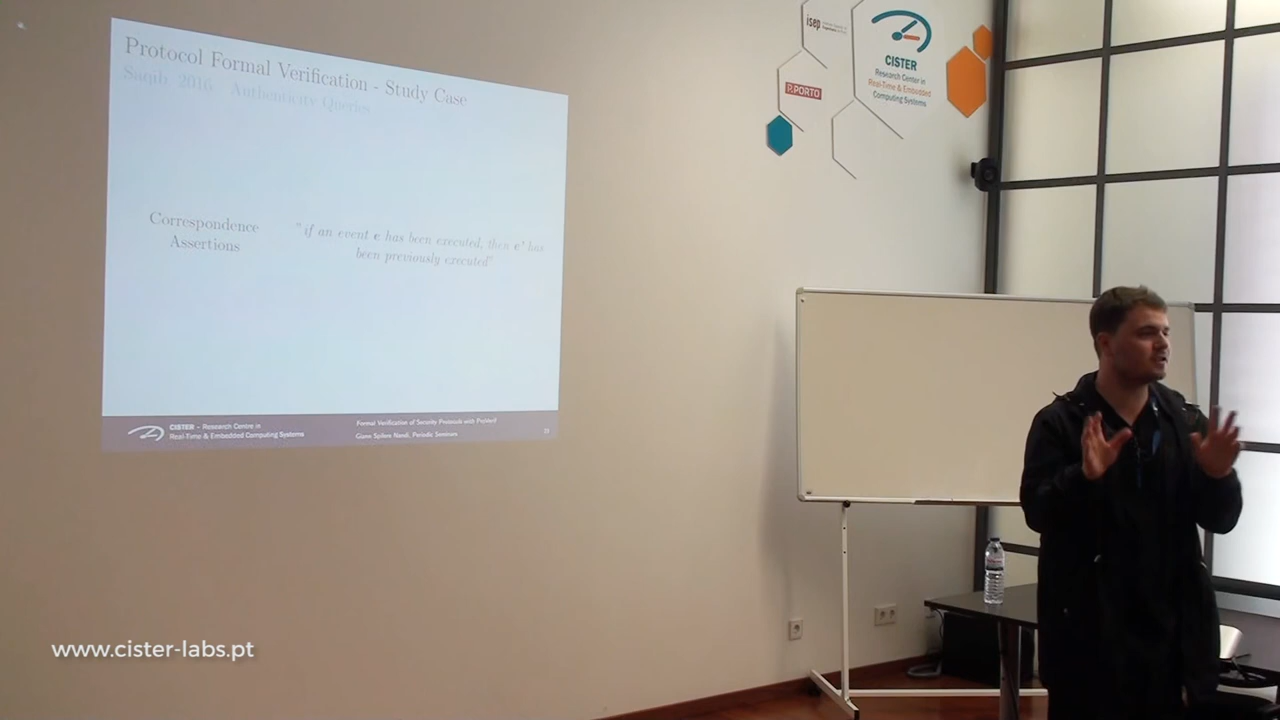 Protocol Formal Verification - Study Case
Saqib, 2016 Authenticity Queries
Correspondence
Assertions
"if an event e has been executed, then e' has
been previously executed"
CISTER - Research Centre in
Real-Time & Embedded Computing Systems
Formal Verification of Security Protocols with ProVerif
Periodic Seminars
isep
P.PORTO
CISTER
Research Center in
Real-Time & Embedded
Computing Systems
www.cister-labs.pt